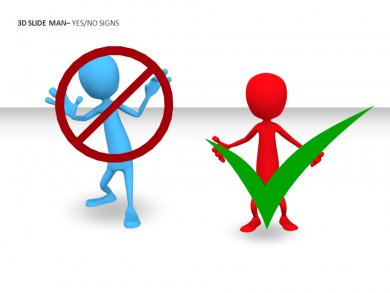 3D SLIDE MAN– YES/NO SIGNS